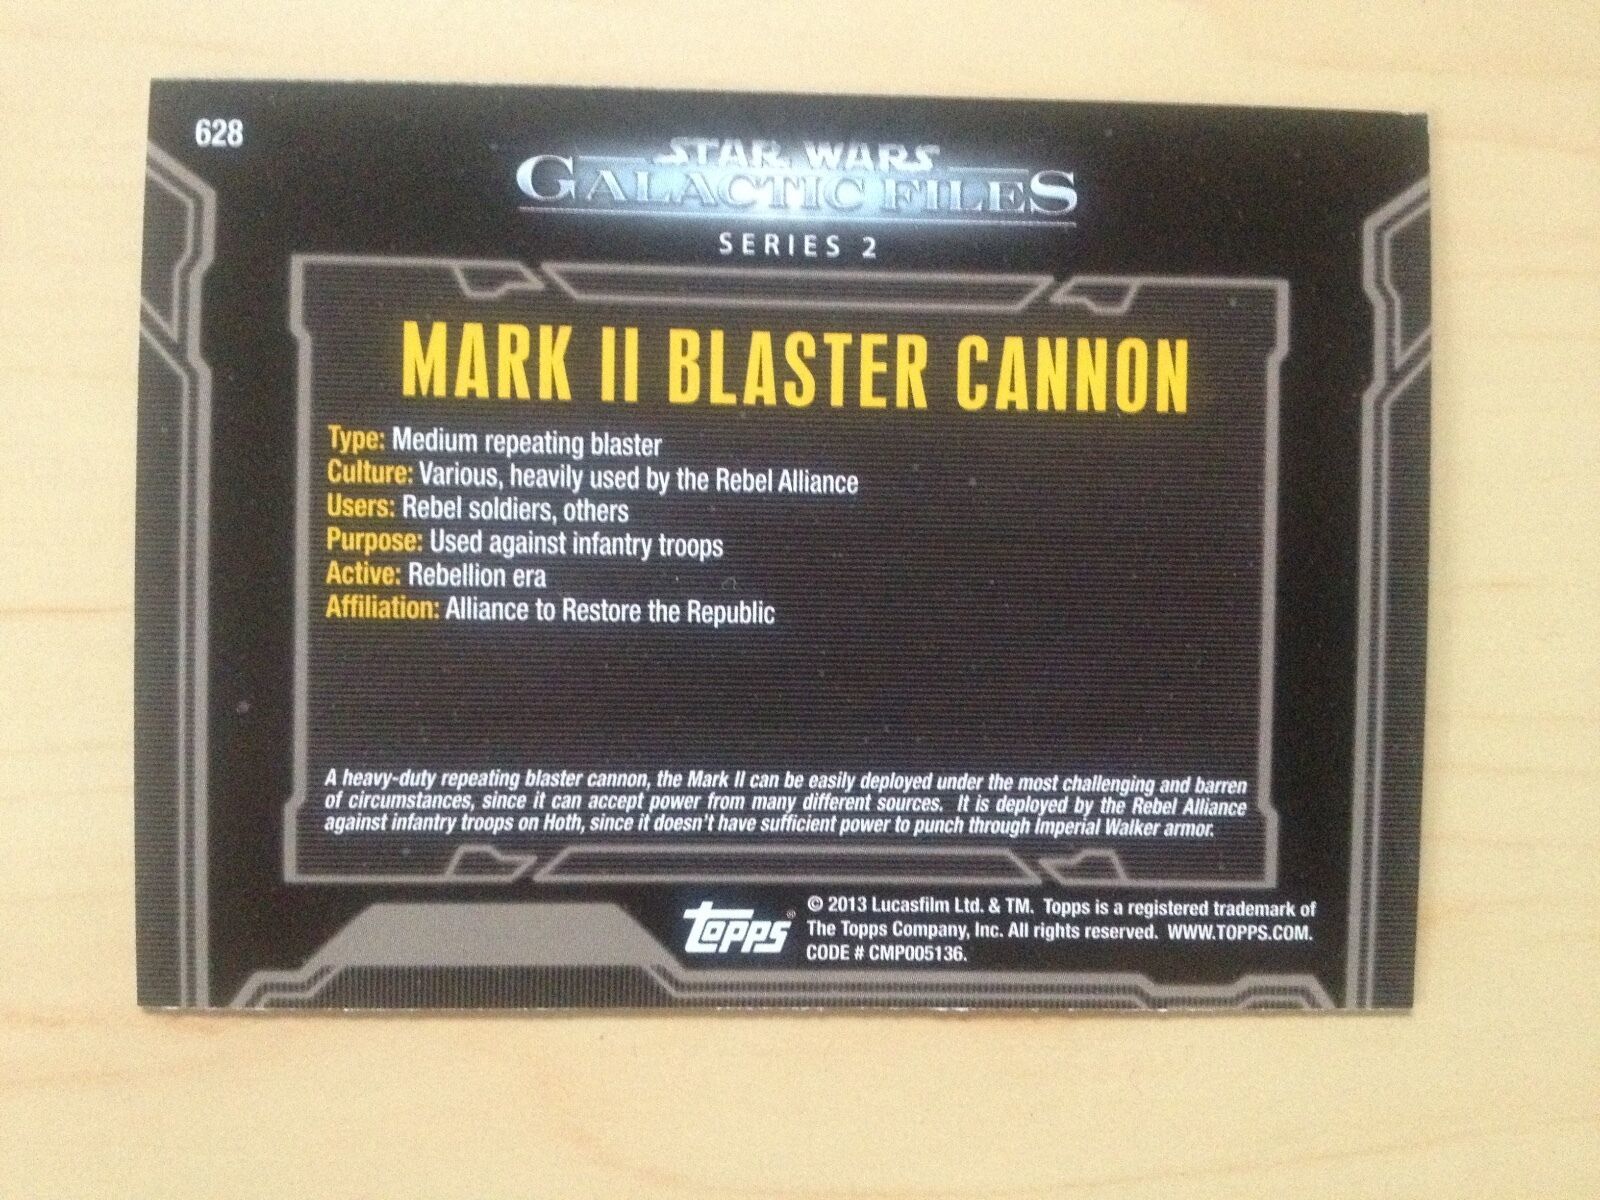 628
STAR WARS
GALACTIC FILES
SERIES 2
MARK II BLASTER CANNON
Type: Medium repeating blaster
Culture: Various, heavily used by the Rebel Alliance
Users: Rebel soldiers, others
Purpose: Used against infantry troops
Active: Rebellion era
Affiliation: Alliance to Restore the Republic
A heavy-duty repeating blaster cannon, the Mark II can be easily deployed under the most challenging and barren
of circumstances, since it can accept power from many different sources. It is deployed by the Rebel Alliance
against infantry troops on Hoth, since it doesn't have sufficient power to punch through Imperial Walker armor.
topps®
© 2013 Lucasfilm Ltd. & TM. Topps is a registered trademark of
The Topps Company, Inc. All rights reserved. WWW.TOPPS.COM.
CODE # CMP005136.